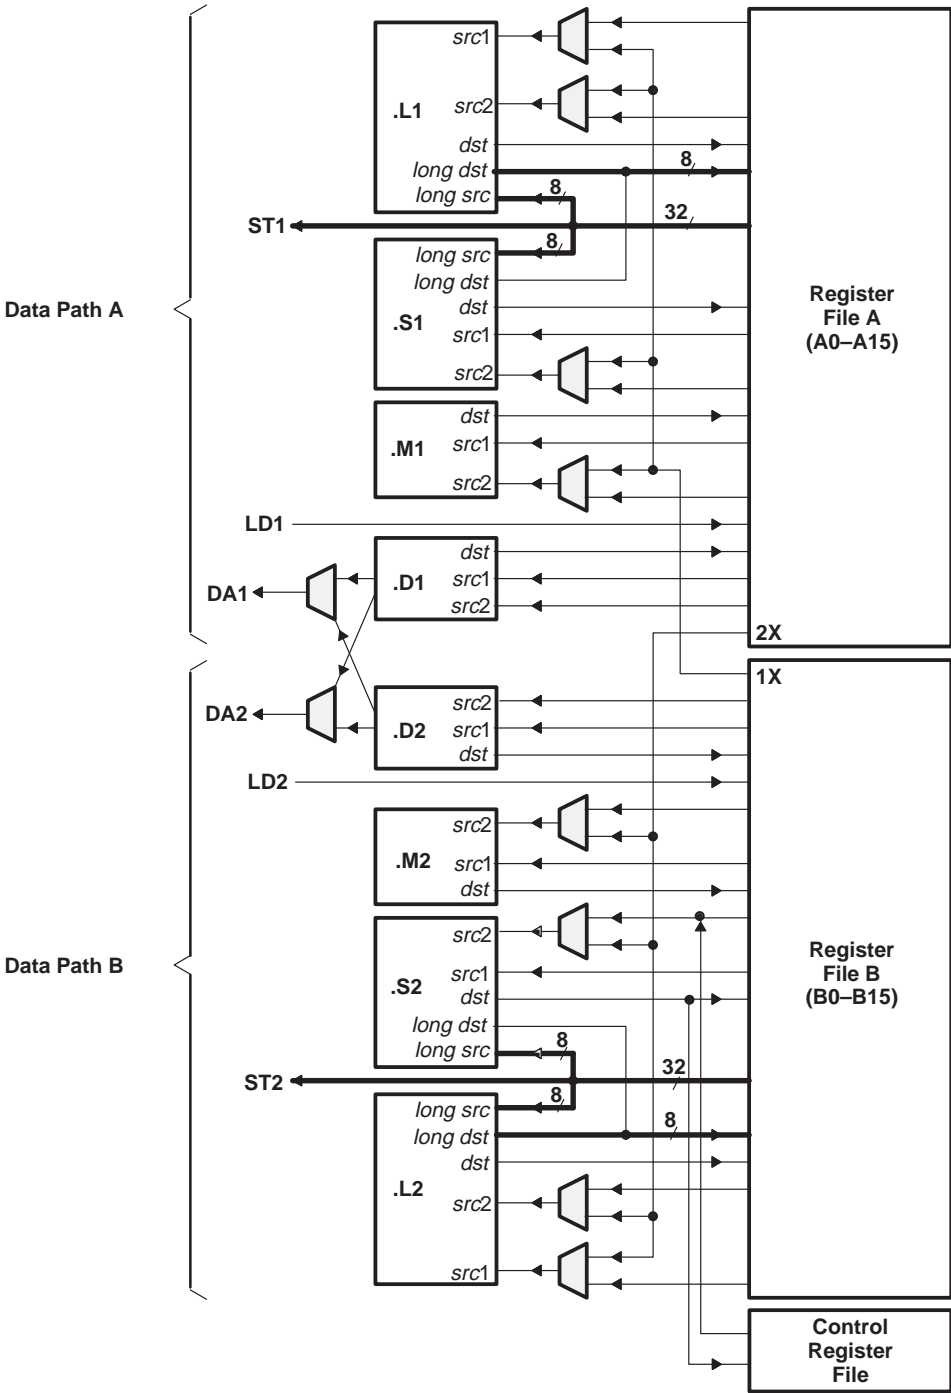 src1
.L1
src2
dst
long dst
8
long src
8
ST1
32
8
long src
long dst
dst
.S1
src1
src2
Data Path A
Register
File A
(A0–A15)
dst
.M1
src1
src2
LD1
dst
.D1
src1
src2
DA1
2X
1X
DA2
src2
.D2
src1
dst
LD2
src2
.M2
src1
dst
src2
.S2
src1
dst
long dst
long src
8
Data Path B
Register
File B
(B0–B15)
ST2
32
8
long src
long dst
8
dst
.L2
src2
src1
Control
Register
File